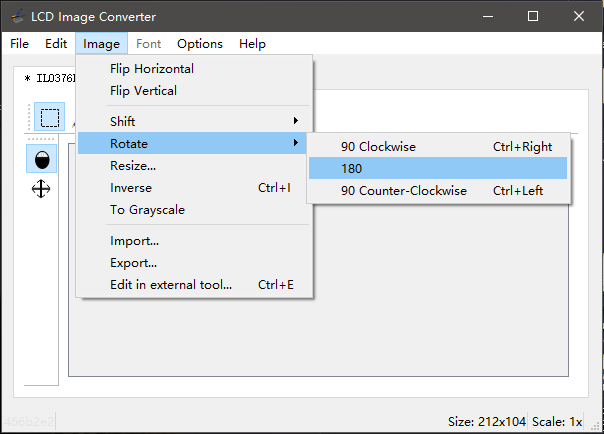 LCD Image Converter
File Edit Image Font Options Help
* IL0376
Flip Horizontal
Flip Vertical
Shift
Rotate
90 Clockwise Ctrl+Right
180
90 Counter-Clockwise Ctrl+Left
Resize...
Inverse Ctrl+I
To Grayscale
Import...
Export...
Edit in external tool... Ctrl+E
466b2e2 Size: 212x104 Scale: 1x